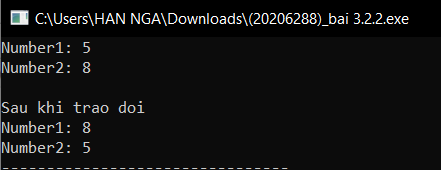 C:\Users\HAN NGA\Downloads\(20206288)_bai 3.2.2.exe
Number1: 5
Number2: 8
Sau khi trao doi
Number1: 8
Number2: 5
--------------------------------